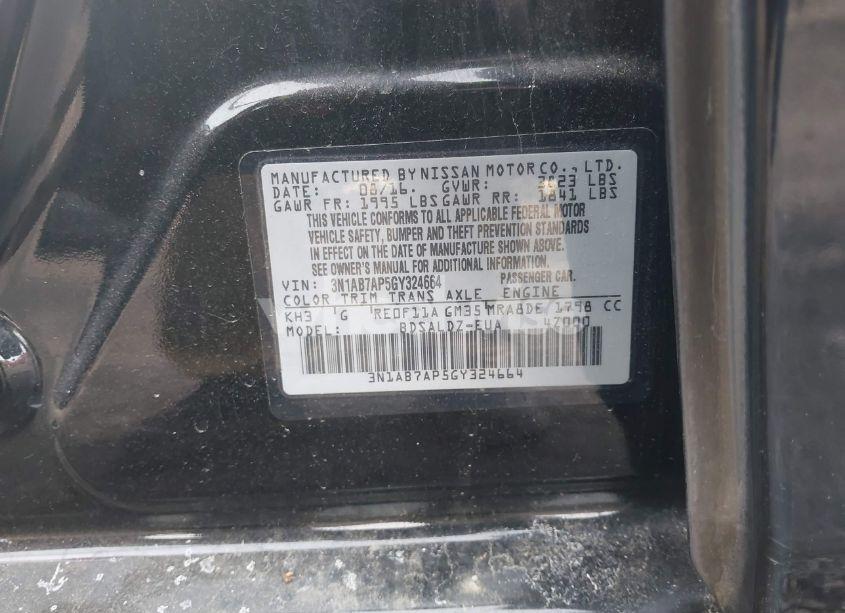 MANUFACTURED BY NISSAN MOTOR CO., LTD.
DATE: 08/16. GVWR: 3823 LBS
GAWR FR: 1995 LBS GAWR RR: 1841 LBS
THIS VEHICLE CONFORMS TO ALL APPLICABLE FEDERAL MOTOR
VEHICLE SAFETY, BUMPER AND THEFT PREVENTION STANDARDS
IN EFFECT ON THE DATE OF MANUFACTURE SHOWN ABOVE.
SEE OWNER'S MANUAL FOR ADDITIONAL INFORMATION.
VIN: 3N1AB7AP5GY324664 PASSENGER CAR.
COLOR TRIM TRANS AXLE ENGINE
KH3 'G REOF11A GM35'MRA8DE 1798 CC
MODEL: BDSALDZ-EUA 4Z000
3N1AB7AP5GY324664